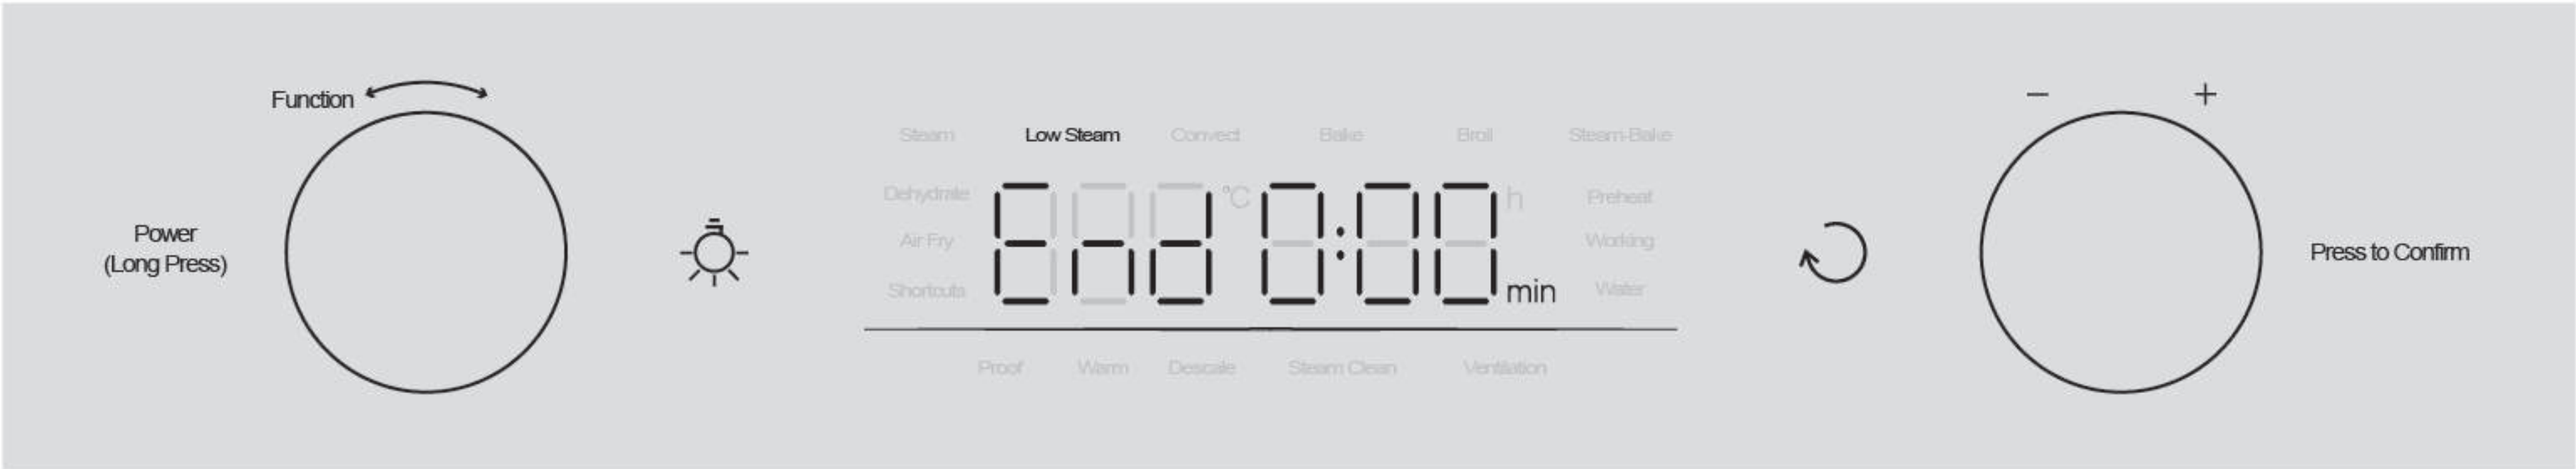 Function
− +
Steam Low Steam Convect Bake Broil Steam-Bake
Dehydrate °C h Preheat
Power
(Long Press)
Air Fry End 0:00 Working
Press to Confirm
Shortcuts min Water
Proof Warm Descale Steam Clean Ventilation